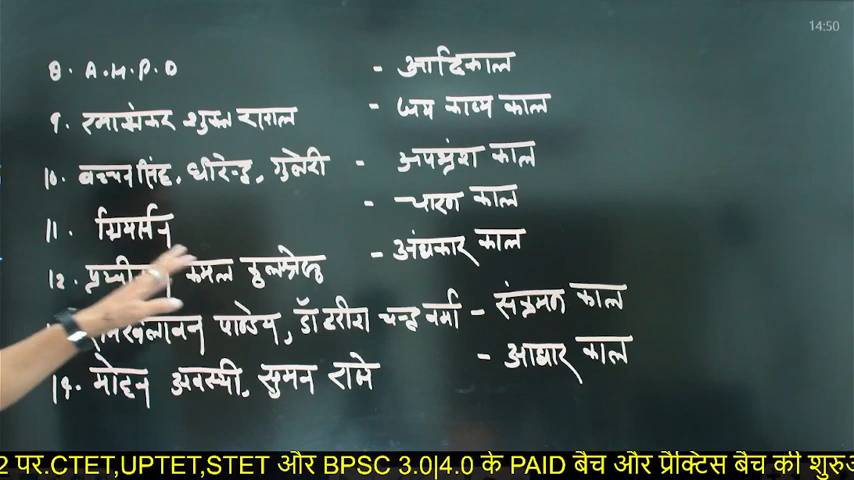 14:50
8. A.H.P.D - आदिकाल
9. रमाशंकर शुक्ल रसाल - जय काव्य काल
10. बच्चन सिंह, धीरेन्द्र, गुलेरी - अपभ्रंश काल
11. ग्रियर्सन - चारण काल
12. कमल कुलश्रेष्ठ - अंधकार काल
पाण्डेय, डॉ हरीश चन्द्र वर्मा - संक्रमण काल
14. मोहन अवस्थी, सुमन राजे - आधार काल
2 पर.CTET,UPTET,STET और BPSC 3.0|4.0 के PAID बैच और प्रैक्टिस बैच की शुरुअ